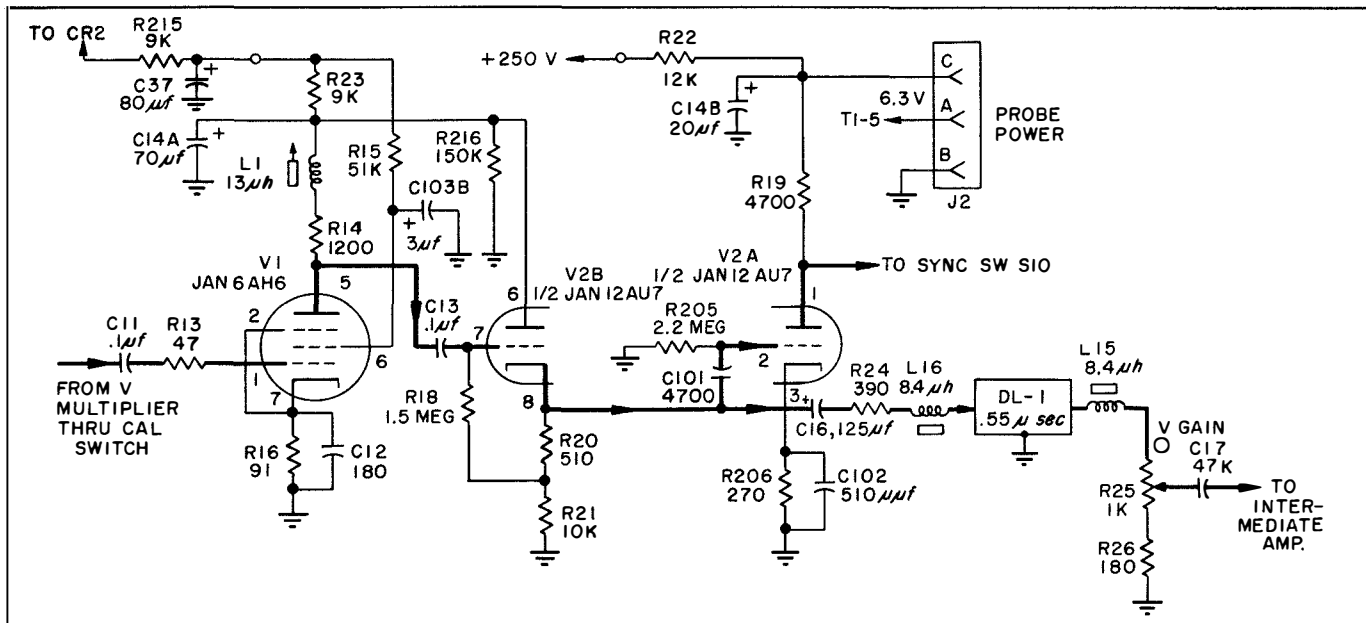 TO CR2
R215
9K
C37
80μf
+
R23
9K
C14A
70μf
+
L1
13μh
R14
1200
R15
51K
C103B
+
3μf
R216
150K
+250 V
R22
12K
C14B
20μf
+
6.3 V
T1-5
C
A
B
J2
PROBE
POWER
R19
4700
V1
JAN 6AH6
5
2
6
1
7
C11
.1μf
R13
47
FROM V
MULTIPLIER
THRU CAL
SWITCH
R16
91
C12
180
C13
.1μf
R18
1.5 MEG
V2B
1/2 JAN 12AU7
6
7
8
R20
510
R21
10K
V2A
1/2 JAN 12AU7
1
2
3
TO SYNC SW S10
R205
2.2 MEG
C101
4700
+
C16, 125μf
R24
390
L16
8.4μh
R206
270
C102
510μμf
DL-1
.55μ sec
L15
8.4μh
V GAIN
C17
47K
R25
1K
R26
180
TO
INTER-
MEDIATE
AMP.